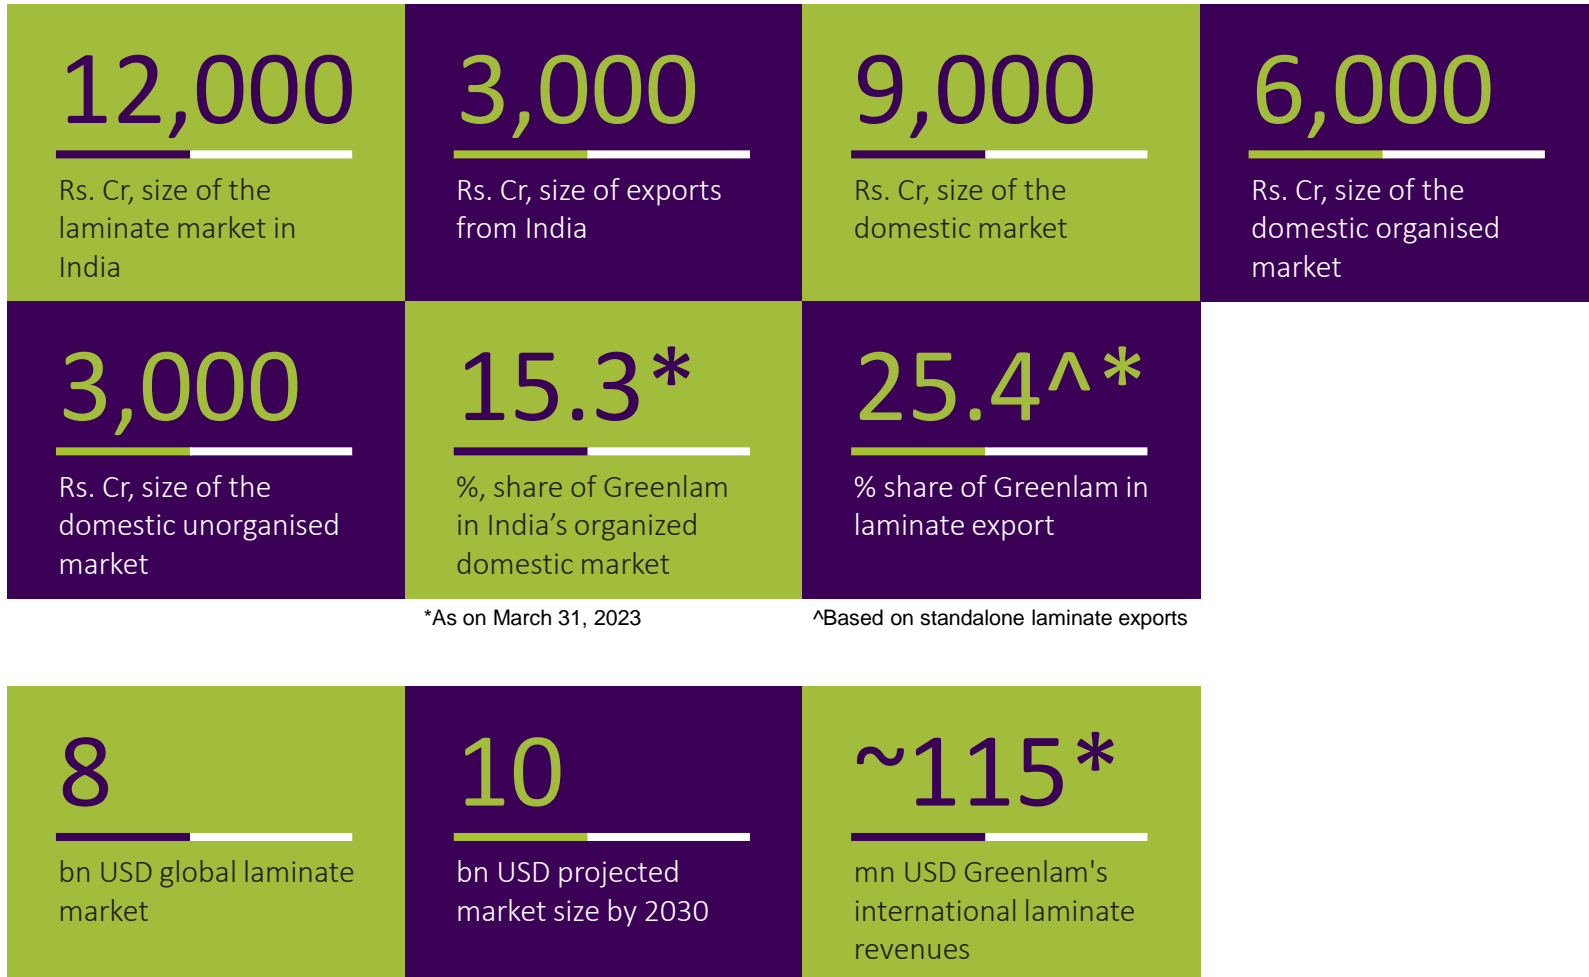 12,000
Rs. Cr, size of the
laminate market in
India
3,000
Rs. Cr, size of exports
from India
9,000
Rs. Cr, size of the
domestic market
6,000
Rs. Cr, size of the
domestic organised
market
3,000
Rs. Cr, size of the
domestic unorganised
market
15.3*
%, share of Greenlam
in India’s organized
domestic market
25.4^*
% share of Greenlam in
laminate export
*As on March 31, 2023
^Based on standalone laminate exports
8
bn USD global laminate
market
10
bn USD projected
market size by 2030
~115*
mn USD Greenlam's
international laminate
revenues